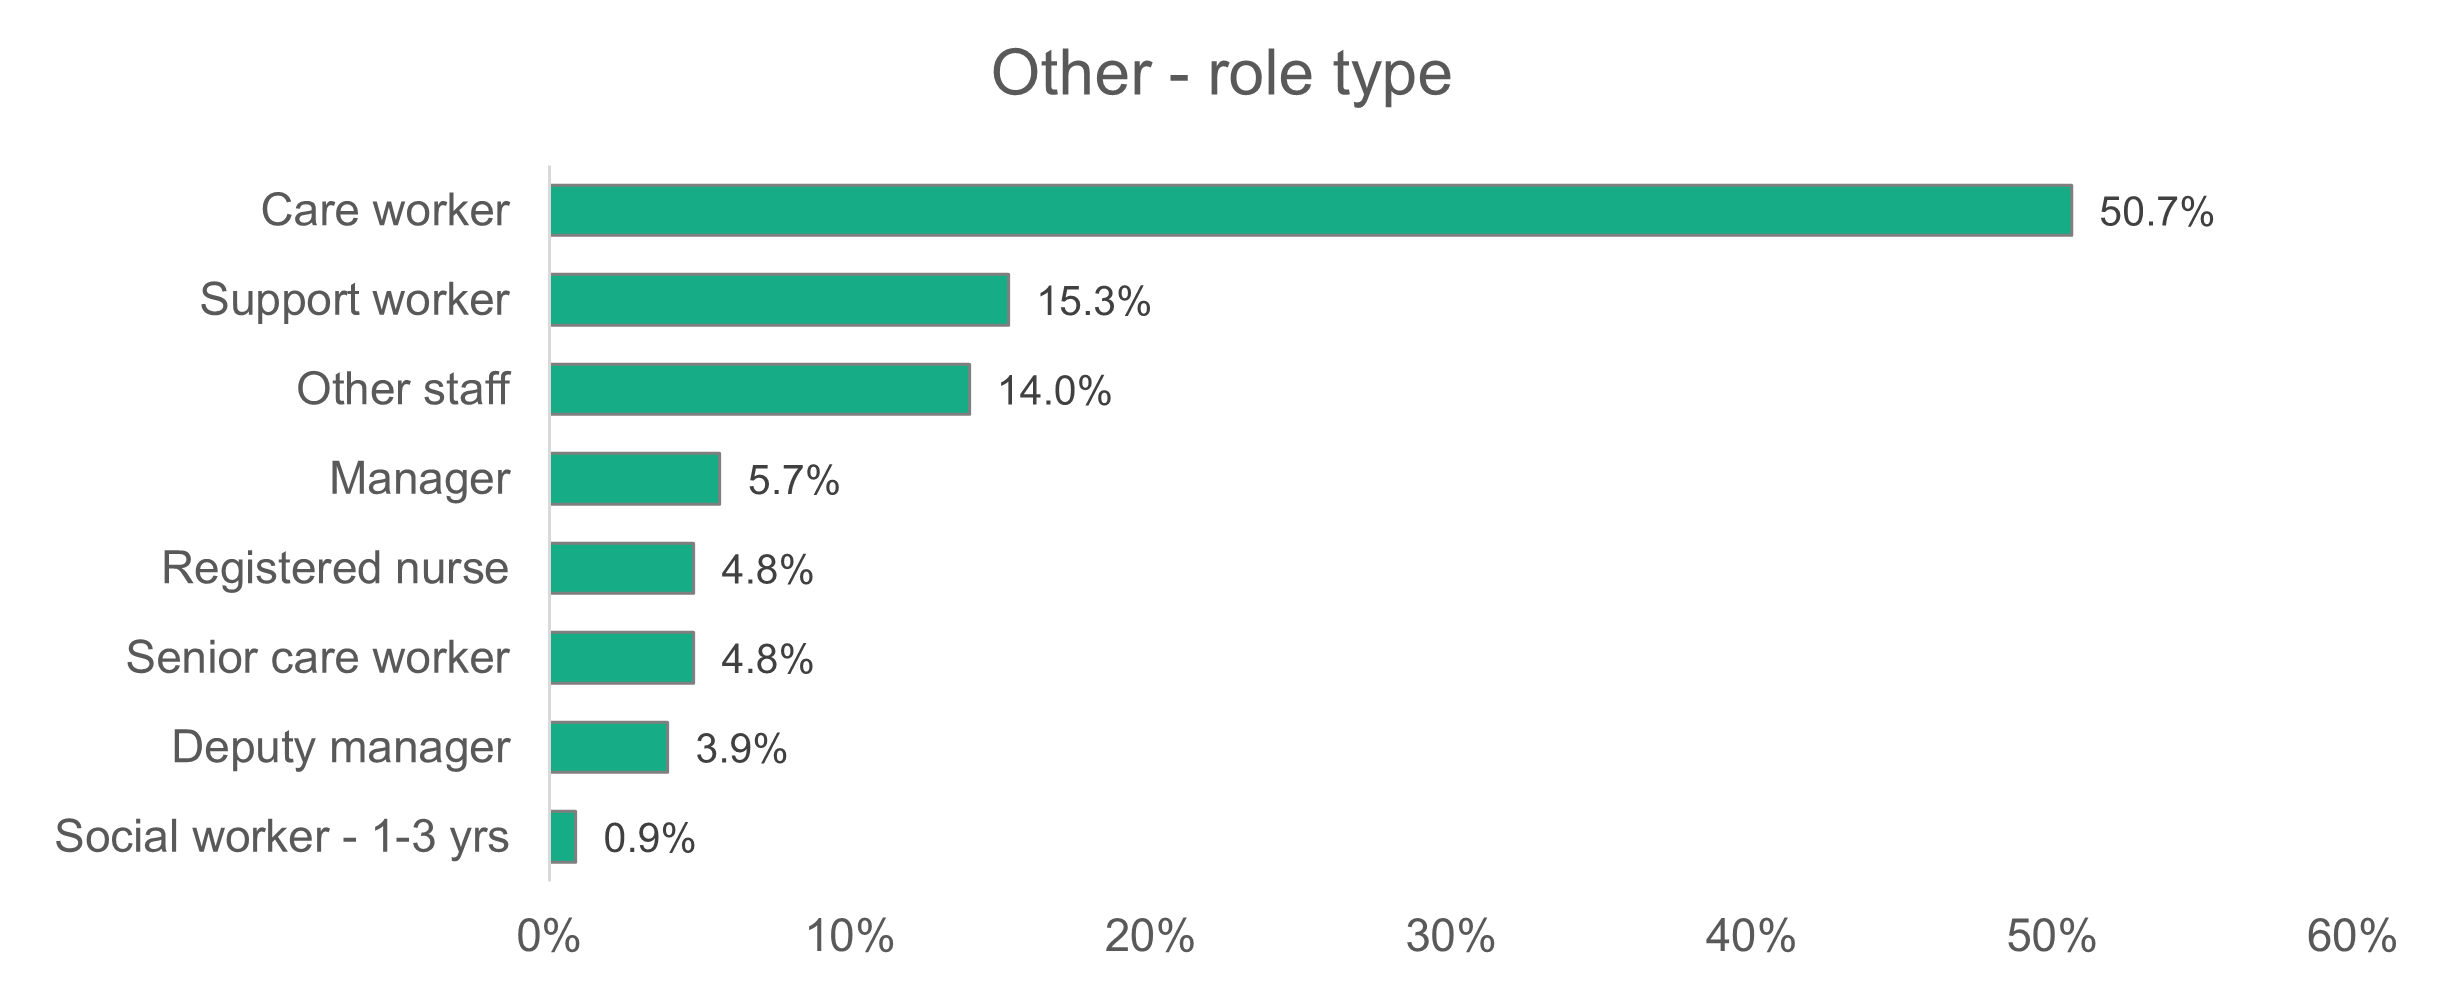 Other - role type
Care worker 50.7%
Support worker 15.3%
Other staff 14.0%
Manager 5.7%
Registered nurse 4.8%
Senior care worker 4.8%
Deputy manager 3.9%
Social worker - 1-3 yrs 0.9%
0% 10% 20% 30% 40% 50% 60%